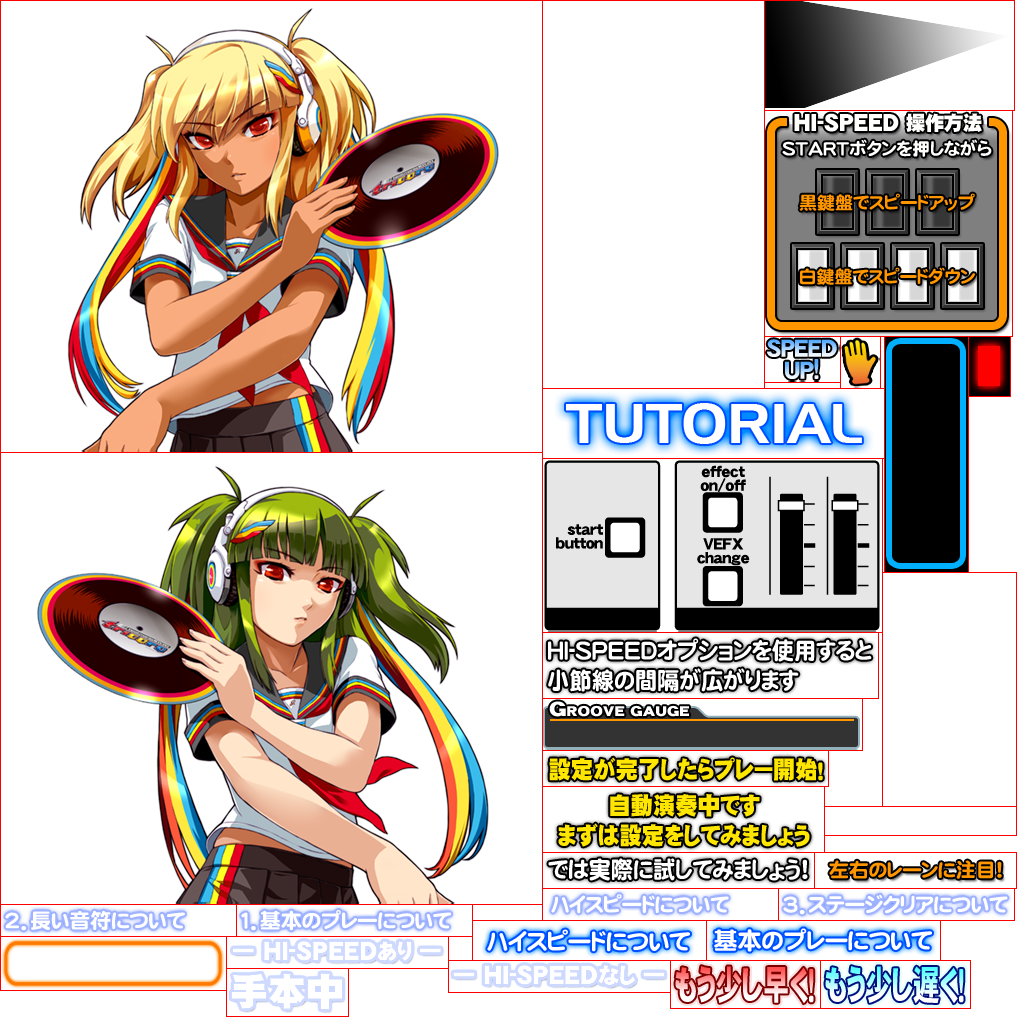 HI-SPEED 操作方法
STARTボタンを押しながら
黒鍵盤でスピードアップ
白鍵盤でスピードダウン
SPEED
UP!
TUTORIAL
start
button
effect
on/off
VEFX
change
HI-SPEEDオプションを使用すると
小節線の間隔が広がります
GROOVE GAUGE
設定が完了したらプレー開始!
自動演奏中です
まずは設定をしてみましょう
では実際に試してみましょう!
左右のレーンに注目!
2.長い音符について
1.基本のプレーについて
ハイスピードについて
3.ステージクリアについて
ハイスピードについて
基本のプレーについて
― HI-SPEEDあり ―
― HI-SPEEDなし ―
手本中
もう少し早く!
もう少し遅く!